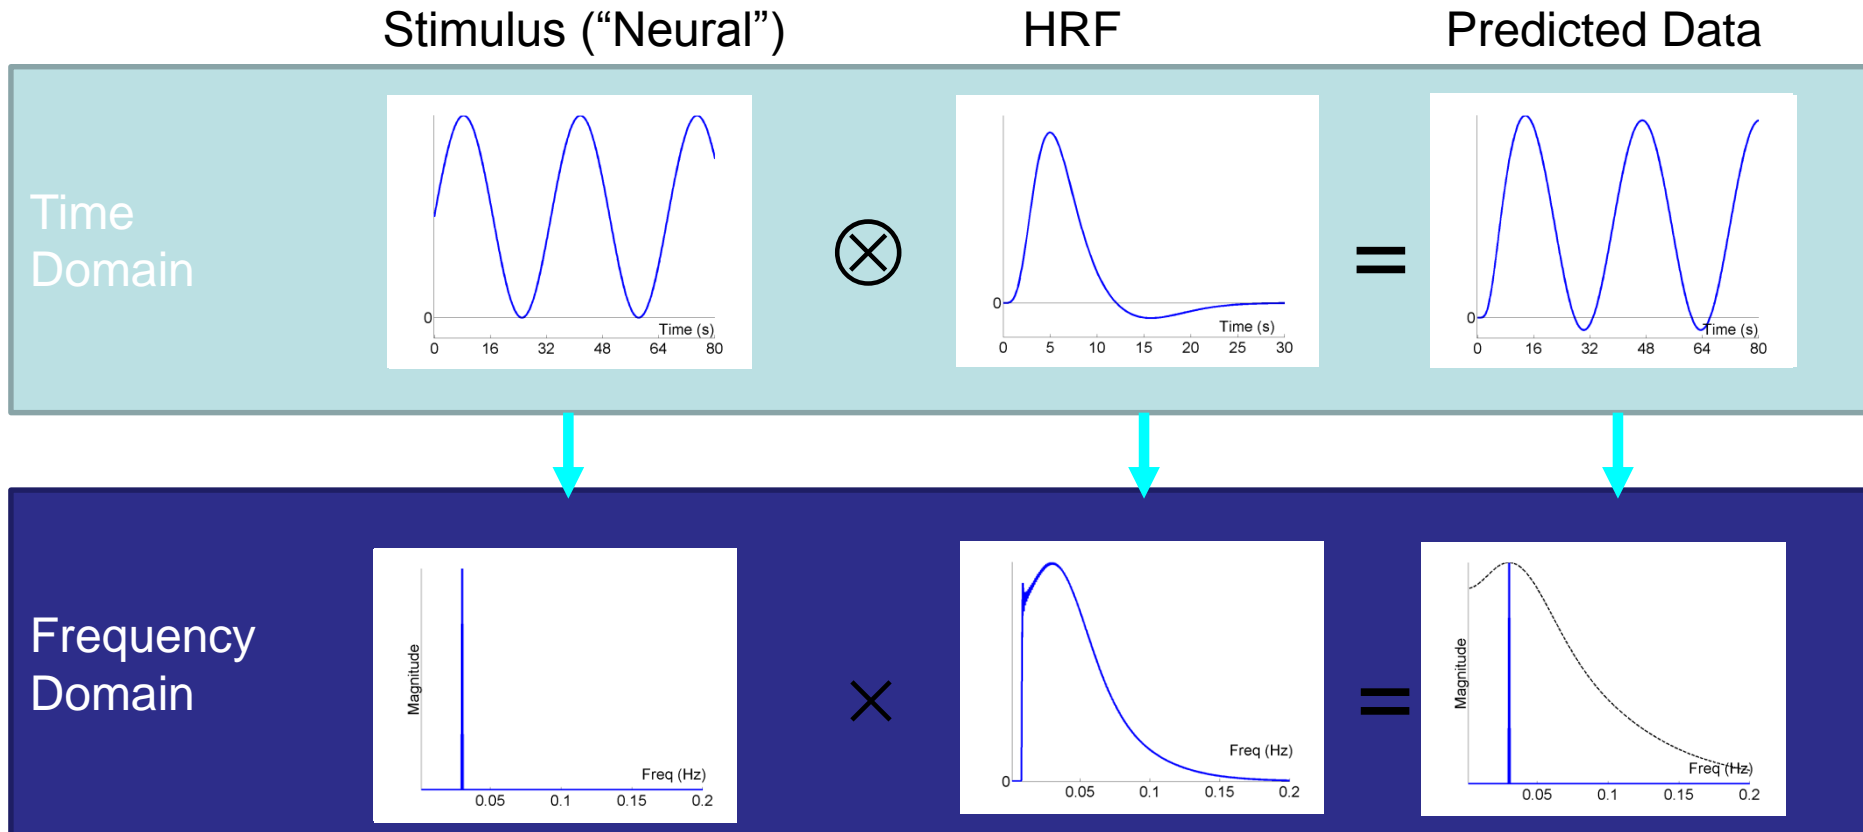 Stimulus (“Neural”)
HRF
Predicted Data
Time
Domain
0
Time (s)
0 16 32 48 64 80
⊗
0
Time (s)
0 5 10 15 20 25 30
=
0
Time (s)
0 16 32 48 64 80
Frequency
Domain
Magnitude
Freq (Hz)
0.05 0.1 0.15 0.2
×
0
Freq (Hz)
0.05 0.1 0.15 0.2
=
Magnitude
Freq (Hz)
0.05 0.1 0.15 0.2